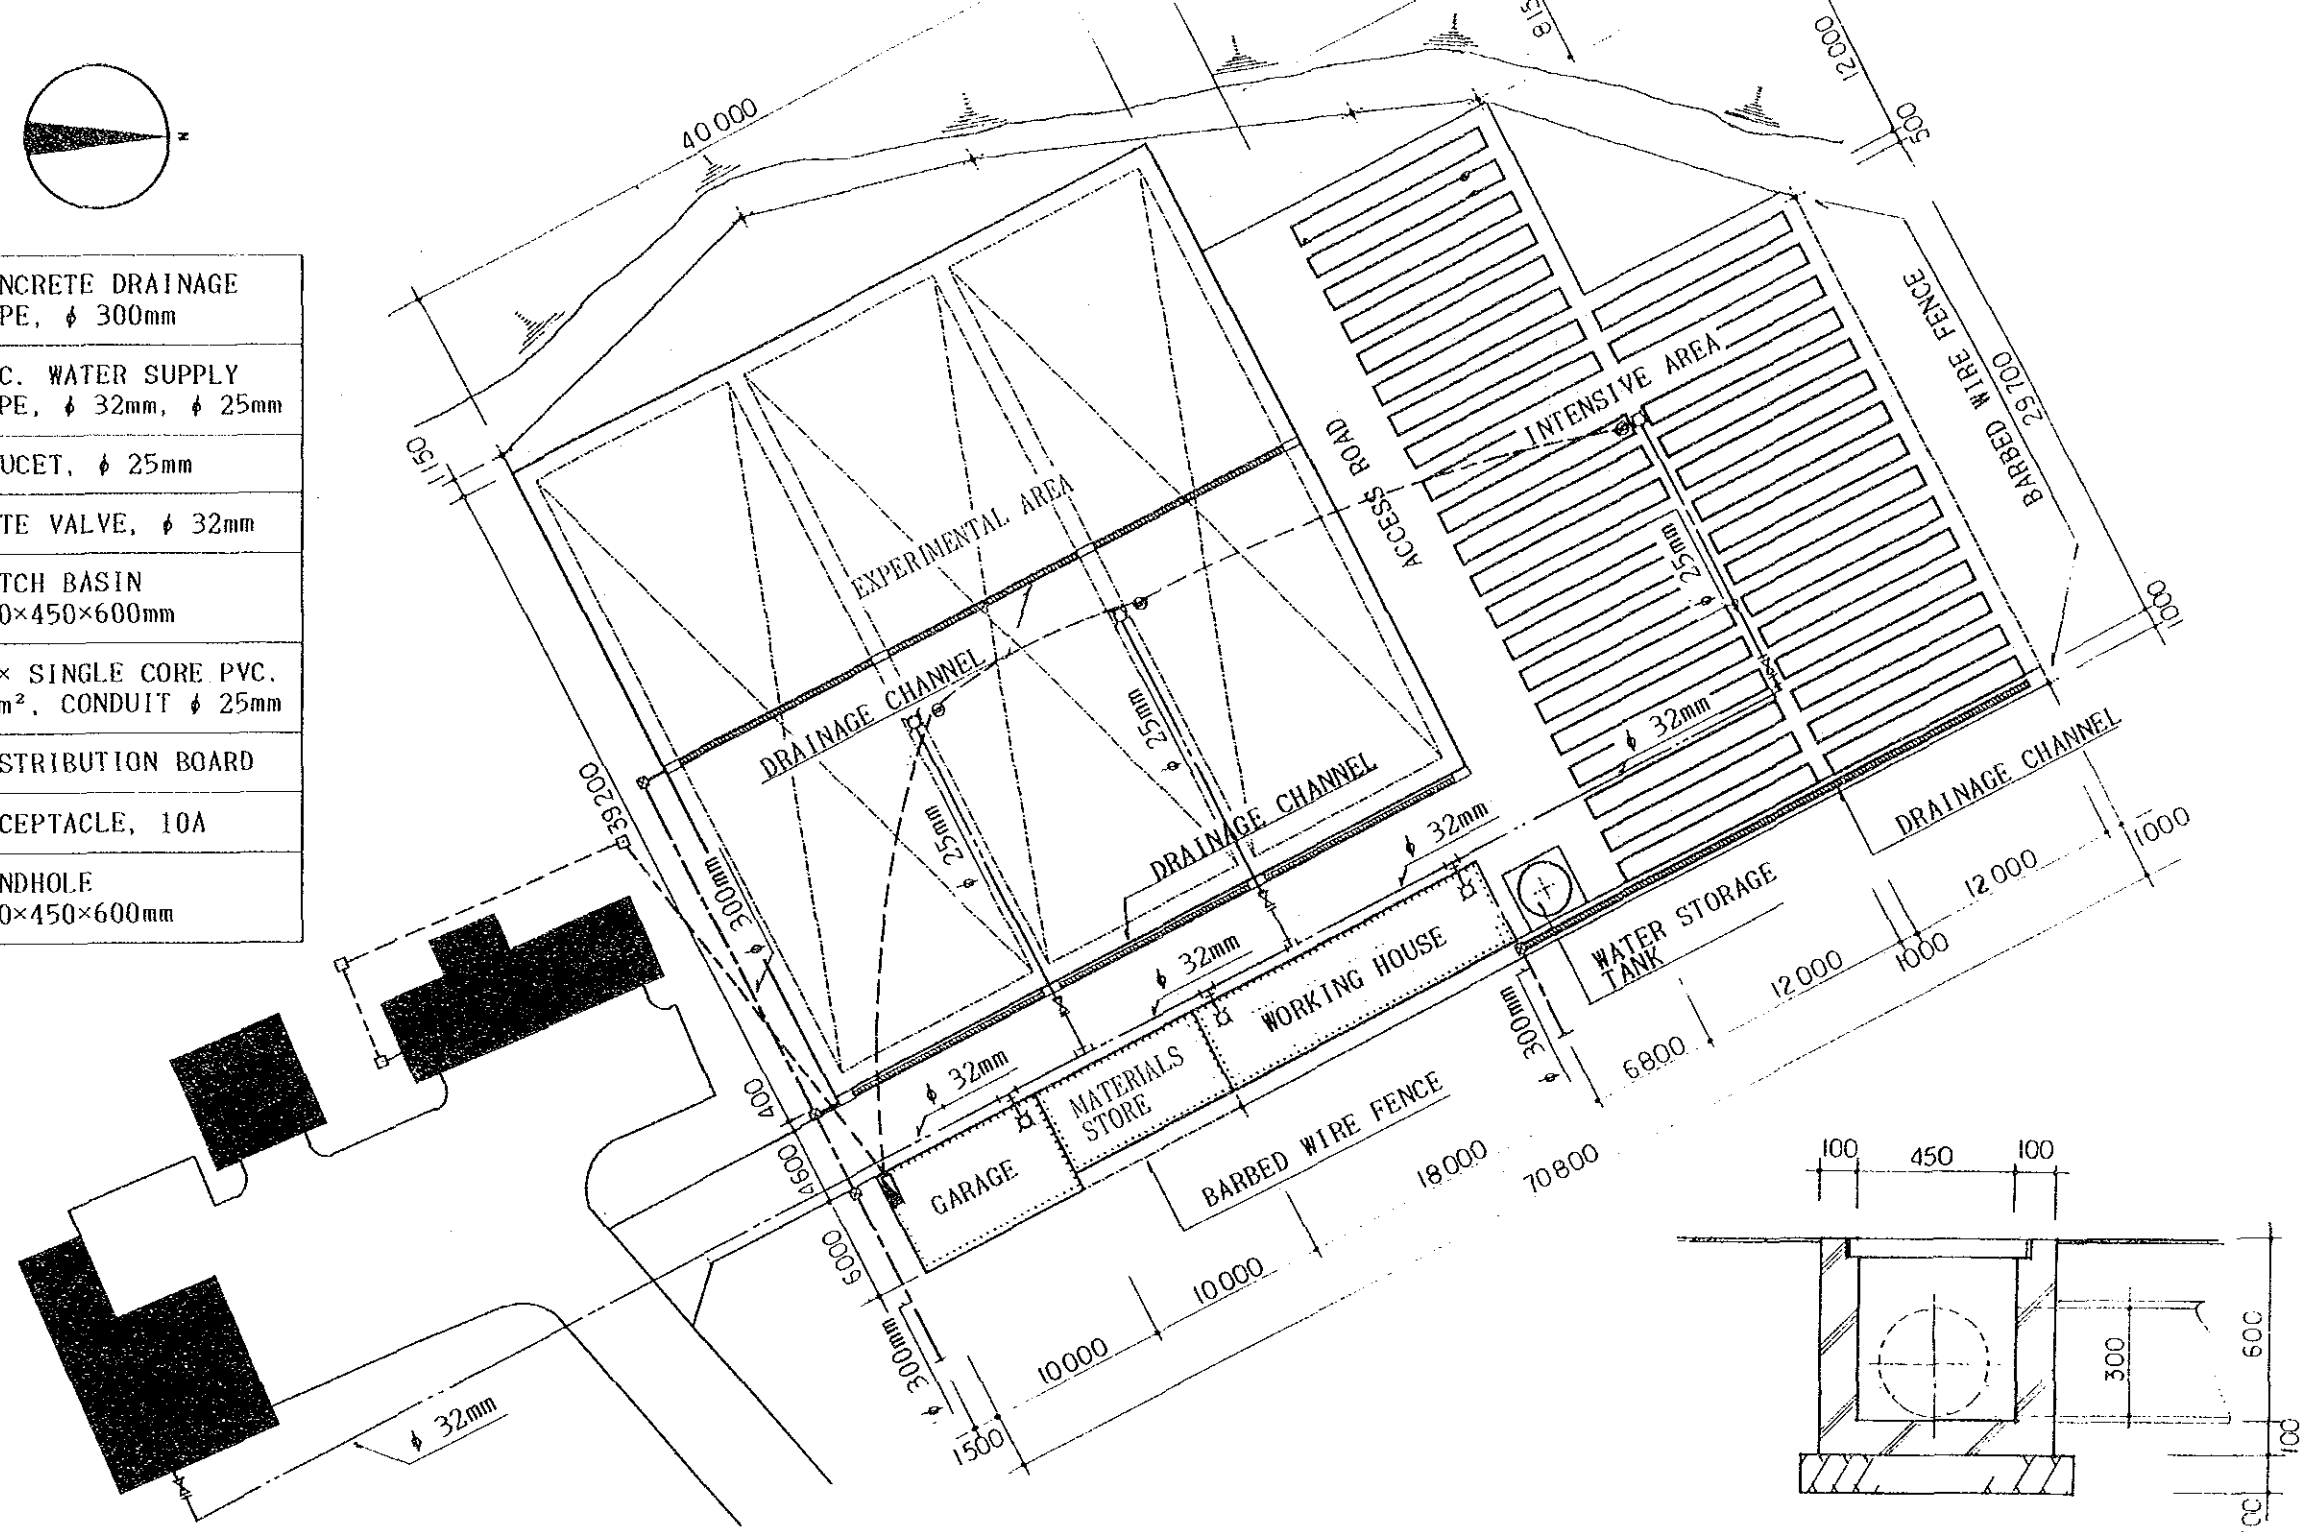 N
NCRETE DRAINAGE
PE, φ 300mm
C. WATER SUPPLY
PE, φ 32mm, φ 25mm
UCET, φ 25mm
TE VALVE, φ 32mm
TCH BASIN
0×450×600mm
× SINGLE CORE PVC.
m², CONDUIT φ 25mm
STRIBUTION BOARD
CEPTACLE, 10A
NDHOLE
0×450×600mm
40 000
815
12 000
500
150
39 200
400
4600
6000
EXPERIMENTAL AREA
DRAINAGE CHANNEL
DRAINAGE CHANNEL
ACCESS ROAD
INTENSIVE AREA
BARBED WIRE FENCE
29 700
1000
φ 25mm
φ 25mm
φ 25mm
φ 300mm
φ 32mm
φ 32mm
φ 32mm
φ 32mm
φ 32mm
φ 300mm
φ 300mm
DRAINAGE CHANNEL
WATER STORAGE
TANK
WORKING HOUSE
MATERIALS
STORE
GARAGE
BARBED WIRE FENCE
1500
10 000
10 000
18 000
70 800
6800
12 000
1000
12 000
1000
100
450
100
600
300
100